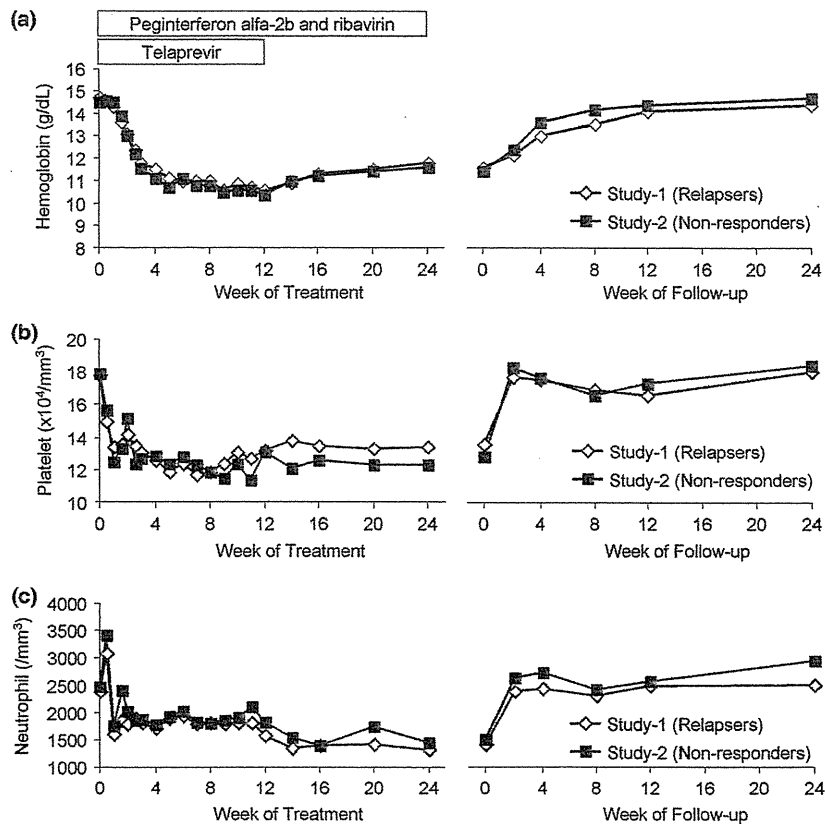 (a)
Peginterferon alfa-2b and ribavirin
Telaprevir
Hemoglobin (g/dL)
16
15
14
13
12
11
10
9
8
0 4 8 12 16 20 24
Week of Treatment
Study-1 (Relapsers)
Study-2 (Non-responders)
0 4 8 12 16 20 24
Week of Follow-up
(b)
Platelet (x10⁴/mm³)
20
18
16
14
12
10
0 4 8 12 16 20 24
Week of Treatment
Study-1 (Relapsers)
Study-2 (Non-responders)
0 4 8 12 16 20 24
Week of Follow-up
(c)
Neutrophil (/mm³)
4000
3500
3000
2500
2000
1500
1000
0 4 8 12 16 20 24
Week of Treatment
Study-1 (Relapsers)
Study-2 (Non-responders)
0 4 8 12 16 20 24
Week of Follow-up